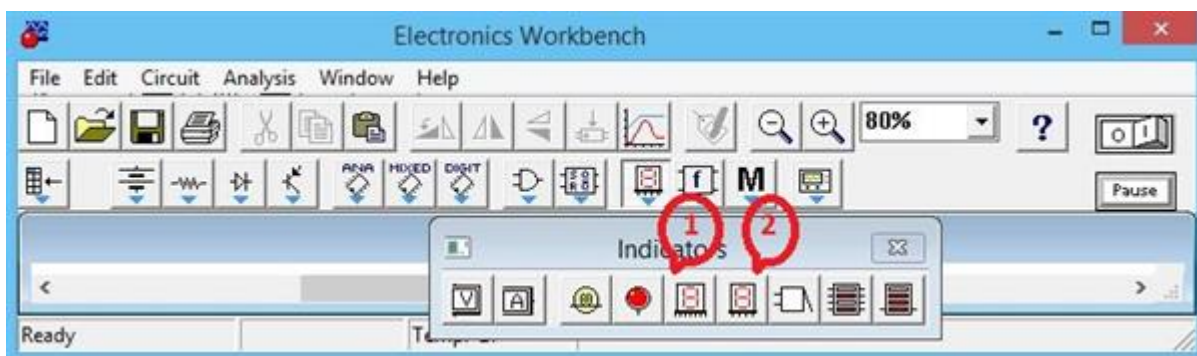 Electronics Workbench
File Edit Circuit Analysis Window Help
80% ?
ANA MIXED DIGIT f M
Pause
1 2
Indicators
V A
Ready